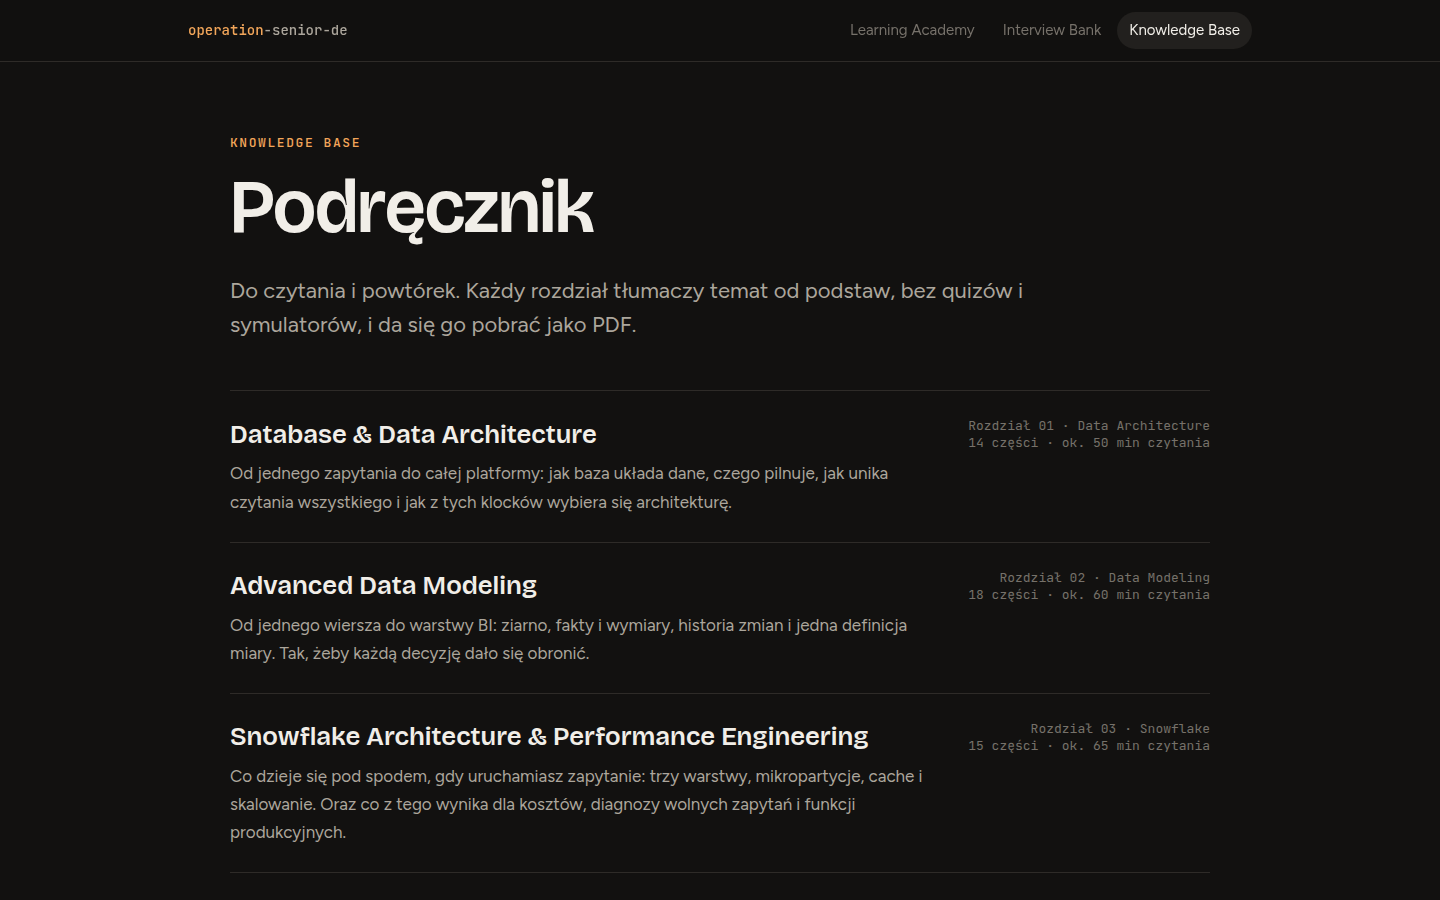 operation-senior-de
Learning Academy
Interview Bank
Knowledge Base
KNOWLEDGE BASE
Podręcznik
Do czytania i powtórek. Każdy rozdział tłumaczy temat od podstaw, bez quizów i
symulatorów, i da się go pobrać jako PDF.
Database & Data Architecture
Rozdział 01 · Data Architecture
14 części · ok. 50 min czytania
Od jednego zapytania do całej platformy: jak baza układa dane, czego pilnuje, jak unika
czytania wszystkiego i jak z tych klocków wybiera się architekturę.
Advanced Data Modeling
Rozdział 02 · Data Modeling
18 części · ok. 60 min czytania
Od jednego wiersza do warstwy BI: ziarno, fakty i wymiary, historia zmian i jedna definicja
miary. Tak, żeby każdą decyzję dało się obronić.
Snowflake Architecture & Performance Engineering
Rozdział 03 · Snowflake
15 części · ok. 65 min czytania
Co dzieje się pod spodem, gdy uruchamiasz zapytanie: trzy warstwy, mikropartycje, cache i
skalowanie. Oraz co z tego wynika dla kosztów, diagnozy wolnych zapytań i funkcji
produkcyjnych.